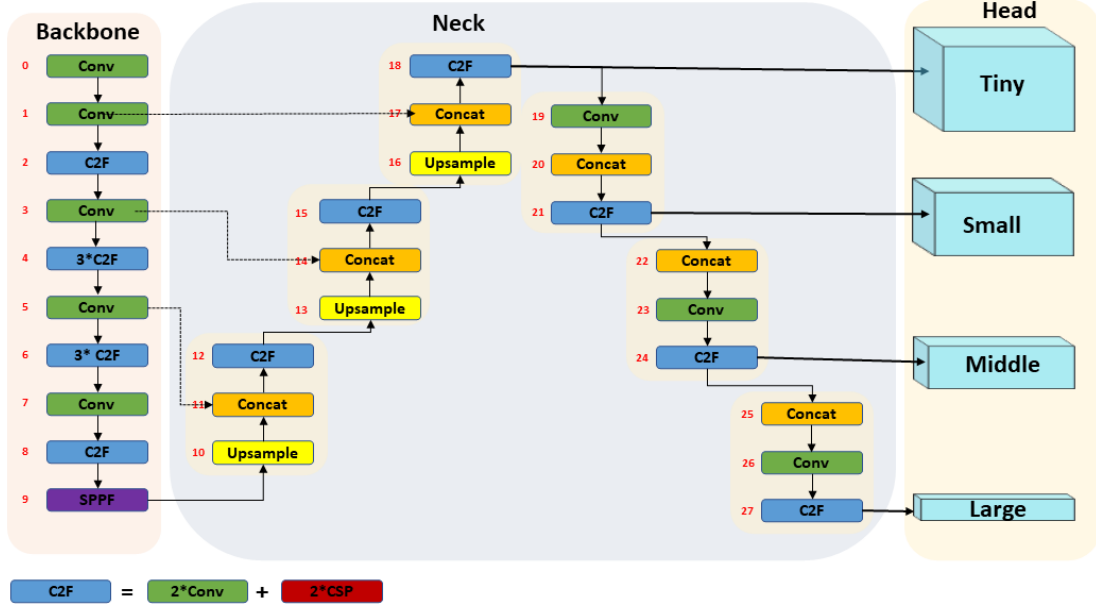 Backbone
0 Conv
1 Conv
2 C2F
3 Conv
4 3*C2F
5 Conv
6 3* C2F
7 Conv
8 C2F
9 SPPF
Neck
18 C2F
17 Concat
16 Upsample
15 C2F
14 Concat
13 Upsample
12 C2F
11 Concat
10 Upsample
19 Conv
20 Concat
21 C2F
22 Concat
23 Conv
24 C2F
25 Concat
26 Conv
27 C2F
Head
Tiny
Small
Middle
Large
C2F = 2*Conv + 2*CSP